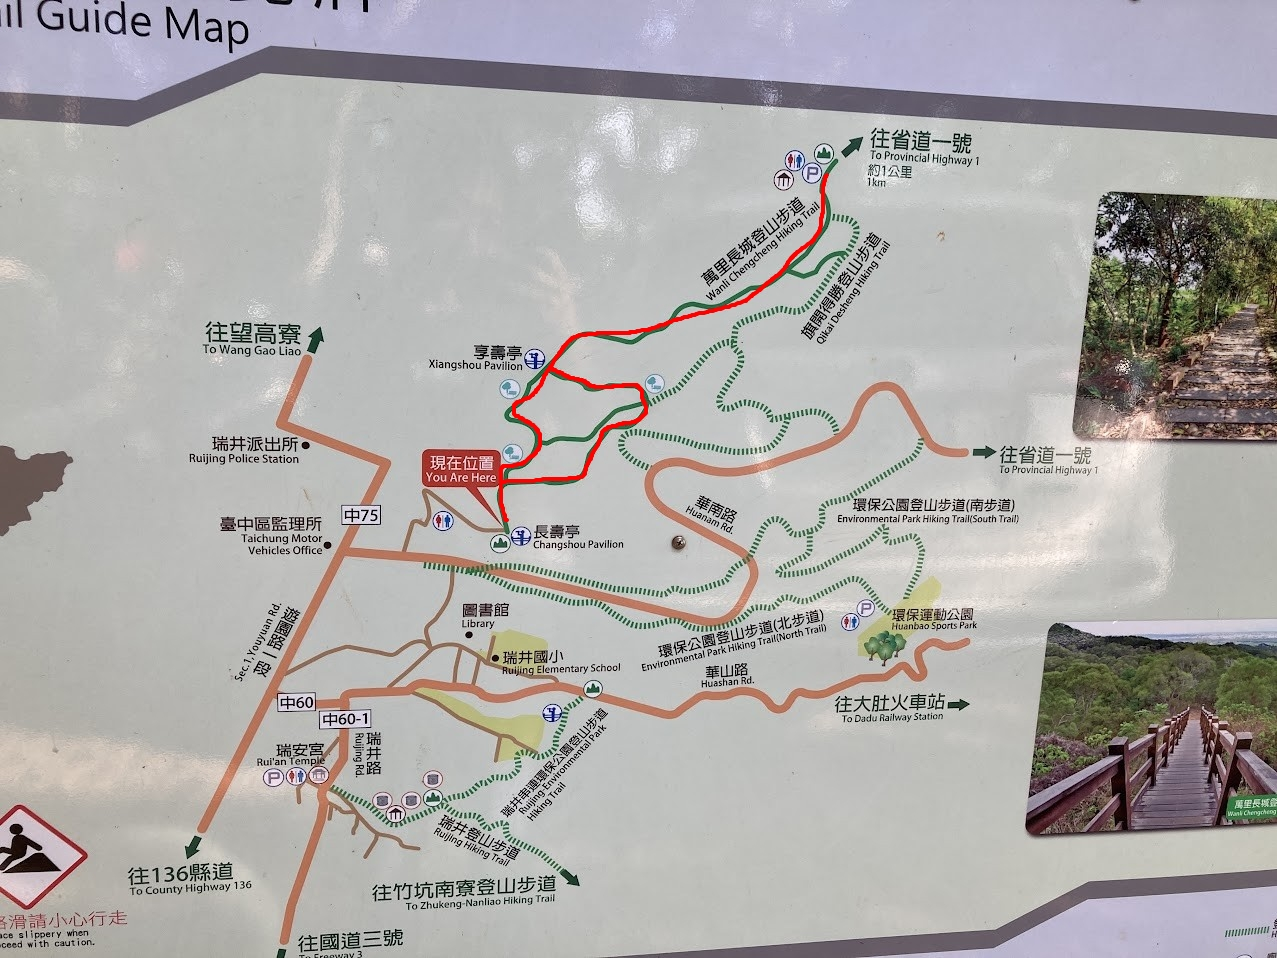 il Guide Map
往省道一號
To Provincial Highway 1
約1公里
1km
萬里長城登山步道
Wanli Chengcheng Hiking Trail
旗開得勝登山步道
Qikai Desheng Hiking Trail
往望高寮
To Wang Gao Liao
享壽亭
Xiangshou Pavilion
瑞井派出所
Ruijing Police Station
現在位置
You Are Here
往省道一號
To Provincial Highway 1
中75
臺中區監理所
Taichung Motor
Vehicles Office
長壽亭
Changshou Pavilion
華南路
Huanam Rd.
環保公園登山步道(南步道)
Environmental Park Hiking Trail(South Trail)
遊園路一段
Sec.1,Youyuan Rd.
圖書館
Library
瑞井國小
Ruijing Elementary School
環保公園登山步道(北步道)
Environmental Park Hiking Trail(North Trail)
P
環保運動公園
Huanbao Sports Park
華山路
Huashan Rd.
往大肚火車站
To Dadu Railway Station
中60
中60-1
瑞井路
Ruijing Rd.
瑞安宮
Rui'an Temple
P
瑞井串連環保公園登山步道
Ruijing-Environmental Park
Hiking Trail
瑞井登山步道
Ruijing Hiking Trail
往136縣道
To County Highway 136
往竹坑南寮登山步道
To Zhukeng-Nanliao Hiking Trail
往國道三號
To Freeway 3
P
路滑請小心行走
ace slippery when
oceed with caution.
萬里長城登
Wanli Chengcheng